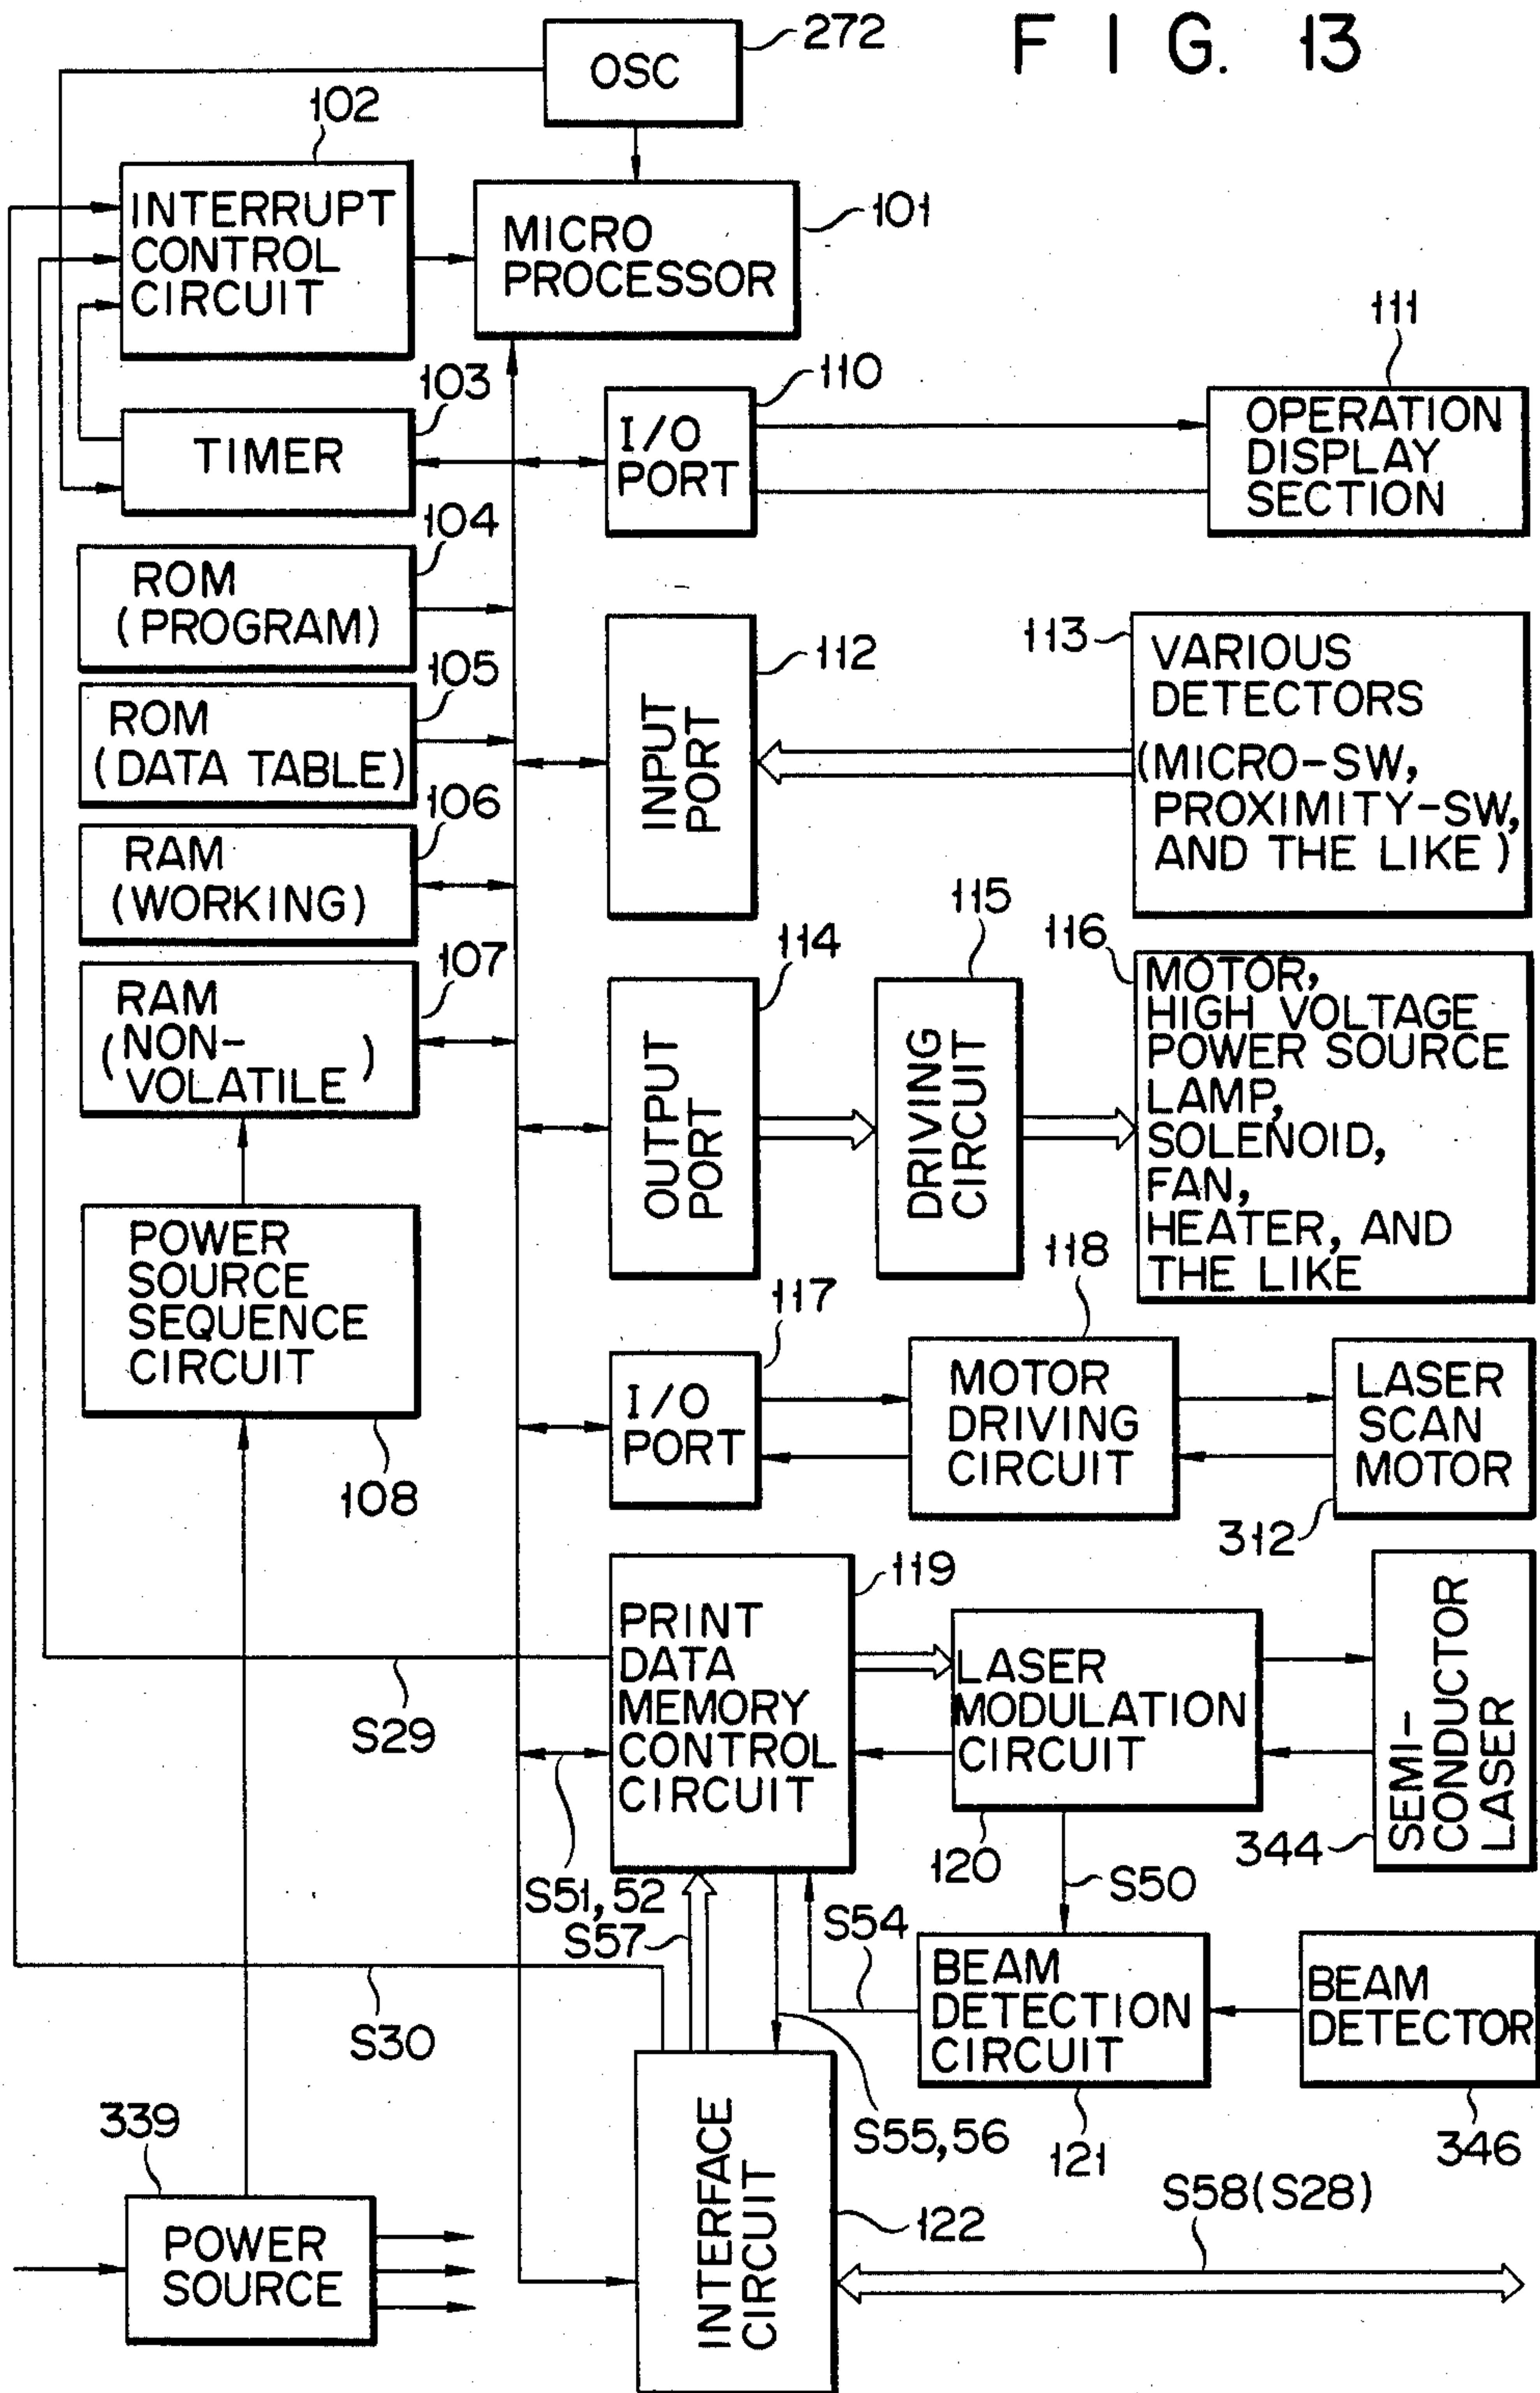 FIG. 13
272
OSC
102
INTERRUPT
CONTROL
CIRCUIT
MICRO
PROCESSOR
101
103
TIMER
110
I/O
PORT
111
OPERATION
DISPLAY
SECTION
104
ROM
(PROGRAM)
105
ROM
(DATA TABLE)
106
RAM
(WORKING)
107
RAM
(NON-
VOLATILE)
112
INPUT
PORT
113
VARIOUS
DETECTORS
(MICRO-SW,
PROXIMITY-SW,
AND THE LIKE)
114
OUTPUT
PORT
115
DRIVING
CIRCUIT
116
MOTOR,
HIGH VOLTAGE
POWER SOURCE
LAMP,
SOLENOID,
FAN,
HEATER, AND
THE LIKE
POWER
SOURCE
SEQUENCE
CIRCUIT
108
117
I/O
PORT
118
MOTOR
DRIVING
CIRCUIT
LASER
SCAN
MOTOR
312
119
PRINT
DATA
MEMORY
CONTROL
CIRCUIT
LASER
MODULATION
CIRCUIT
120
SEMI-
CONDUCTOR
LASER
344
S29
S51,52
S57
S50
S54
BEAM
DETECTION
CIRCUIT
121
BEAM
DETECTOR
346
S30
S55,56
339
POWER
SOURCE
INTERFACE
CIRCUIT
122
S58(S28)